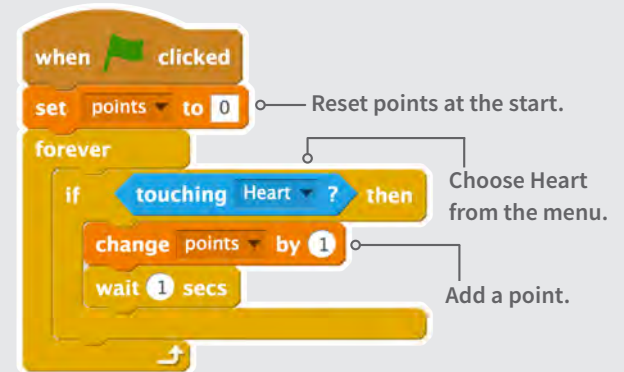 when clicked
set points to 0
Reset points at the start.
forever
if touching Heart ? then
Choose Heart
from the menu.
change points by 1
wait 1 secs
Add a point.